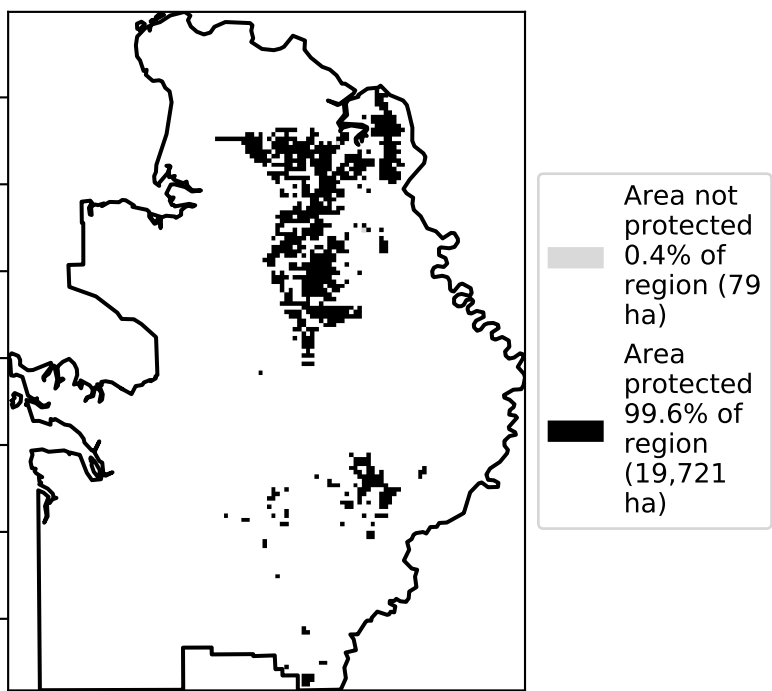 Area not
protected
0.4% of
region (79
ha)
Area
protected
99.6% of
region
(19,721
ha)